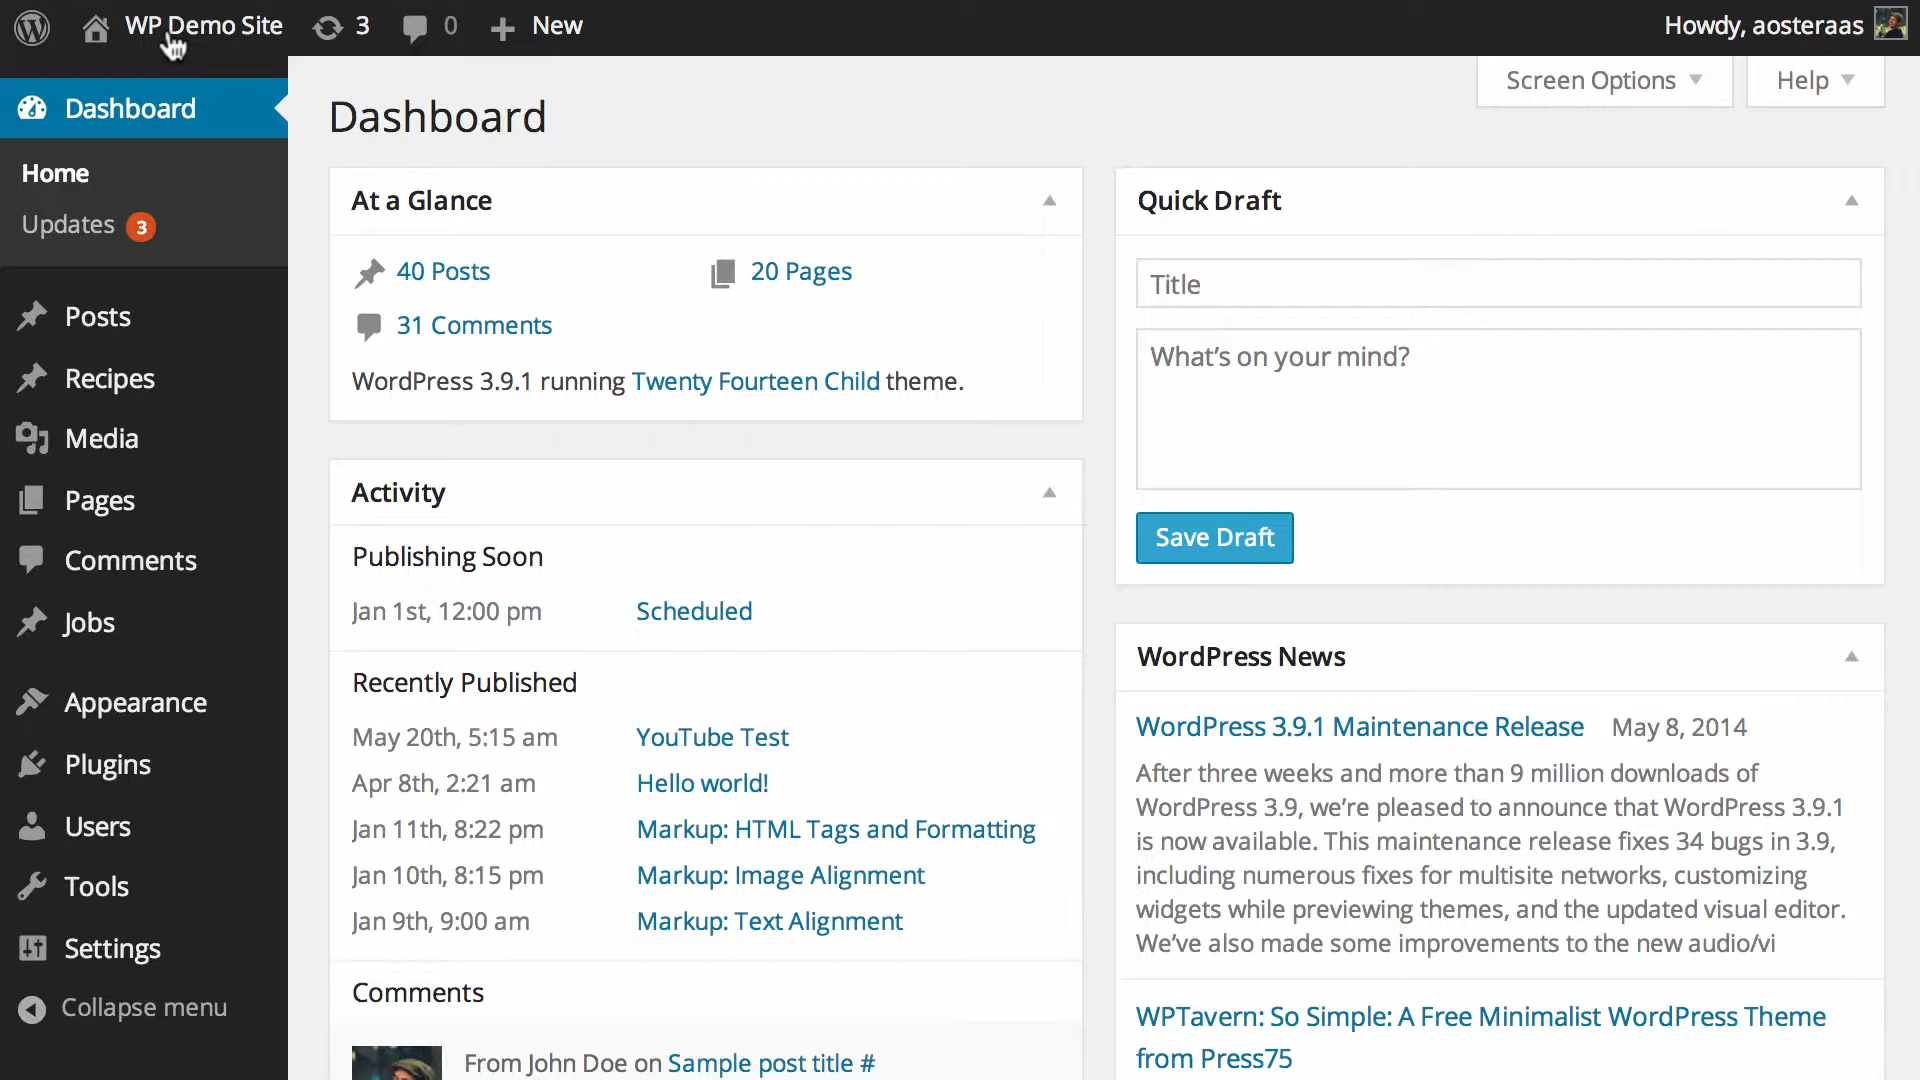 WP Demo Site 3 0 New Howdy, aosteraas
Screen Options Help
Dashboard
Home
Updates 3
Posts
Recipes
Media
Pages
Comments
Jobs
Appearance
Plugins
Users
Tools
Settings
Collapse menu
Dashboard
At a Glance
40 Posts 20 Pages
31 Comments
WordPress 3.9.1 running Twenty Fourteen Child theme.
Activity
Publishing Soon
Jan 1st, 12:00 pm Scheduled
Recently Published
May 20th, 5:15 am YouTube Test
Apr 8th, 2:21 am Hello world!
Jan 11th, 8:22 pm Markup: HTML Tags and Formatting
Jan 10th, 8:15 pm Markup: Image Alignment
Jan 9th, 9:00 am Markup: Text Alignment
Comments
From John Doe on Sample post title #
Quick Draft
Title
What's on your mind?
Save Draft
WordPress News
WordPress 3.9.1 Maintenance Release May 8, 2014
After three weeks and more than 9 million downloads of
WordPress 3.9, we're pleased to announce that WordPress 3.9.1
is now available. This maintenance release fixes 34 bugs in 3.9,
including numerous fixes for multisite networks, customizing
widgets while previewing themes, and the updated visual editor.
We've also made some improvements to the new audio/vi
WPTavern: So Simple: A Free Minimalist WordPress Theme
from Press75